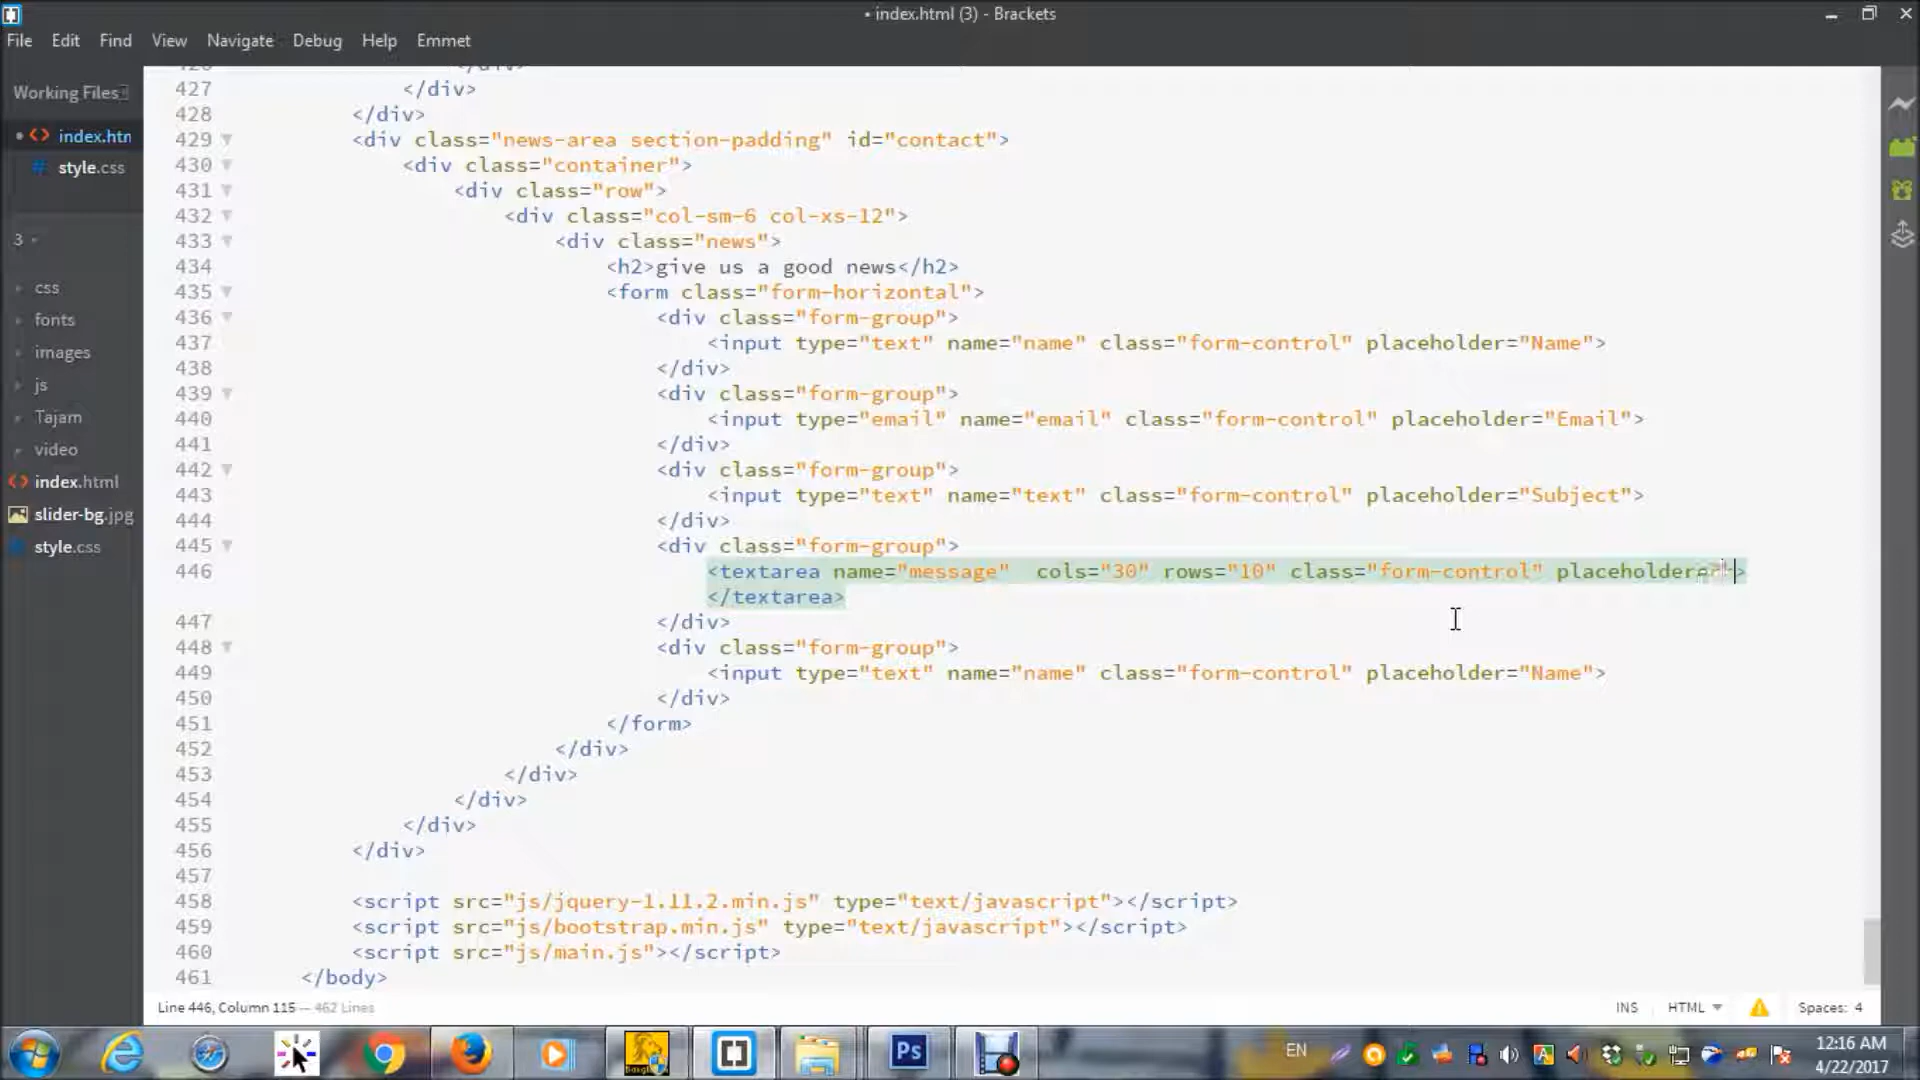 • index.html (3) - Brackets
File Edit Find View Navigate Debug Help Emmet
Working Files
index.htm
style.css
3
css
fonts
images
js
Tajam
video
index.html
slider-bg.jpg
style.css
427 </div>
428 </div>
429 <div class="news-area section-padding" id="contact">
430 <div class="container">
431 <div class="row">
432 <div class="col-sm-6 col-xs-12">
433 <div class="news">
434 <h2>give us a good news</h2>
435 <form class="form-horizontal">
436 <div class="form-group">
437 <input type="text" name="name" class="form-control" placeholder="Name">
438 </div>
439 <div class="form-group">
440 <input type="email" name="email" class="form-control" placeholder="Email">
441 </div>
442 <div class="form-group">
443 <input type="text" name="text" class="form-control" placeholder="Subject">
444 </div>
445 <div class="form-group">
446 <textarea name="message"  cols="30" rows="10" class="form-control" placeholder
</textarea>
447 </div>
448 <div class="form-group">
449 <input type="text" name="name" class="form-control" placeholder="Name">
450 </div>
451 </form>
452 </div>
453 </div>
454 </div>
455 </div>
456 </div>
457
458 <script src="js/jquery-1.11.2.min.js" type="text/javascript"></script>
459 <script src="js/bootstrap.min.js" type="text/javascript"></script>
460 <script src="js/main.js"></script>
461 </body>
Line 446, Column 115 — 462 Lines
INS HTML Spaces: 4
Ps
EN
12:16 AM
4/22/2017